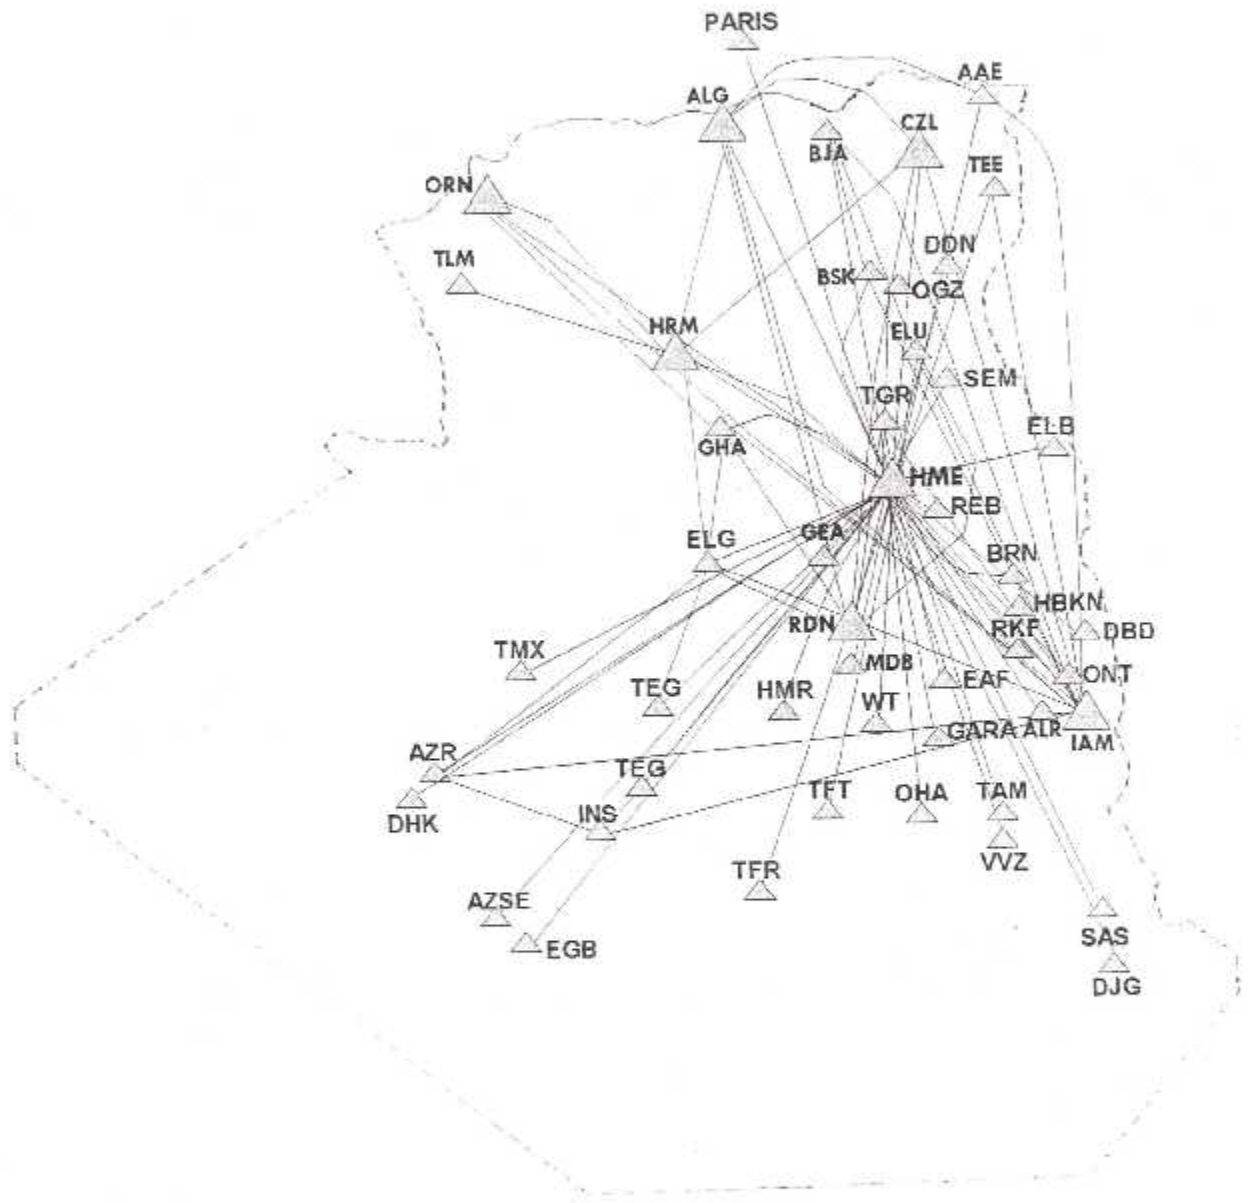 PARIS
AAE
ALG
CZL
BJA
TEE
ORN
DDN
TLM
BSK
OGZ
HRM
ELU
SEM
TGR
ELB
GHA
HME
REB
ELG
GEA
BRN
HBKN
RDN
RKF
DBD
TMX
MDB
ONT
EAF
TEG
HMR
WT
GARA
ALR
IAM
AZR
TEG
TFT
OHA
TAM
INS
DHK
VVZ
TFR
AZSE
SAS
EGB
DJG